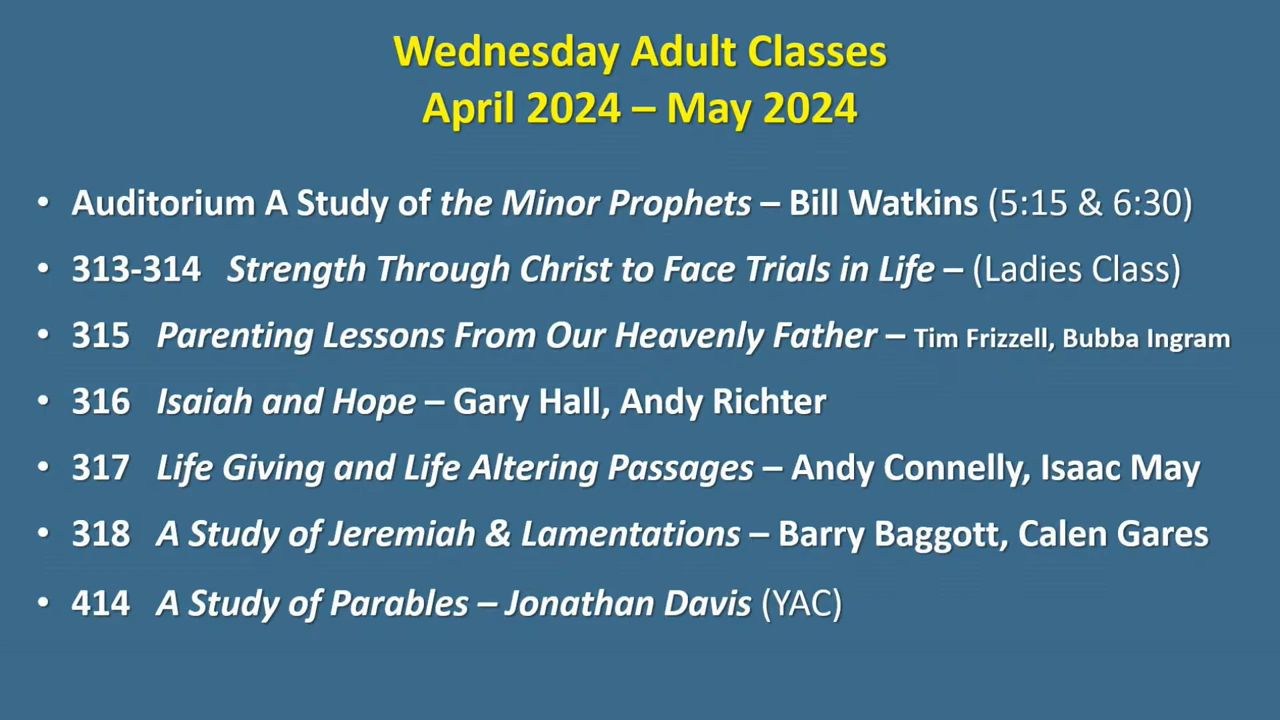 Wednesday Adult Classes
April 2024 – May 2024
• Auditorium A Study of the Minor Prophets – Bill Watkins (5:15 & 6:30)
• 313-314 Strength Through Christ to Face Trials in Life – (Ladies Class)
• 315 Parenting Lessons From Our Heavenly Father – Tim Frizzell, Bubba Ingram
• 316 Isaiah and Hope – Gary Hall, Andy Richter
• 317 Life Giving and Life Altering Passages – Andy Connelly, Isaac May
• 318 A Study of Jeremiah & Lamentations – Barry Baggott, Calen Gares
• 414 A Study of Parables – Jonathan Davis (YAC)